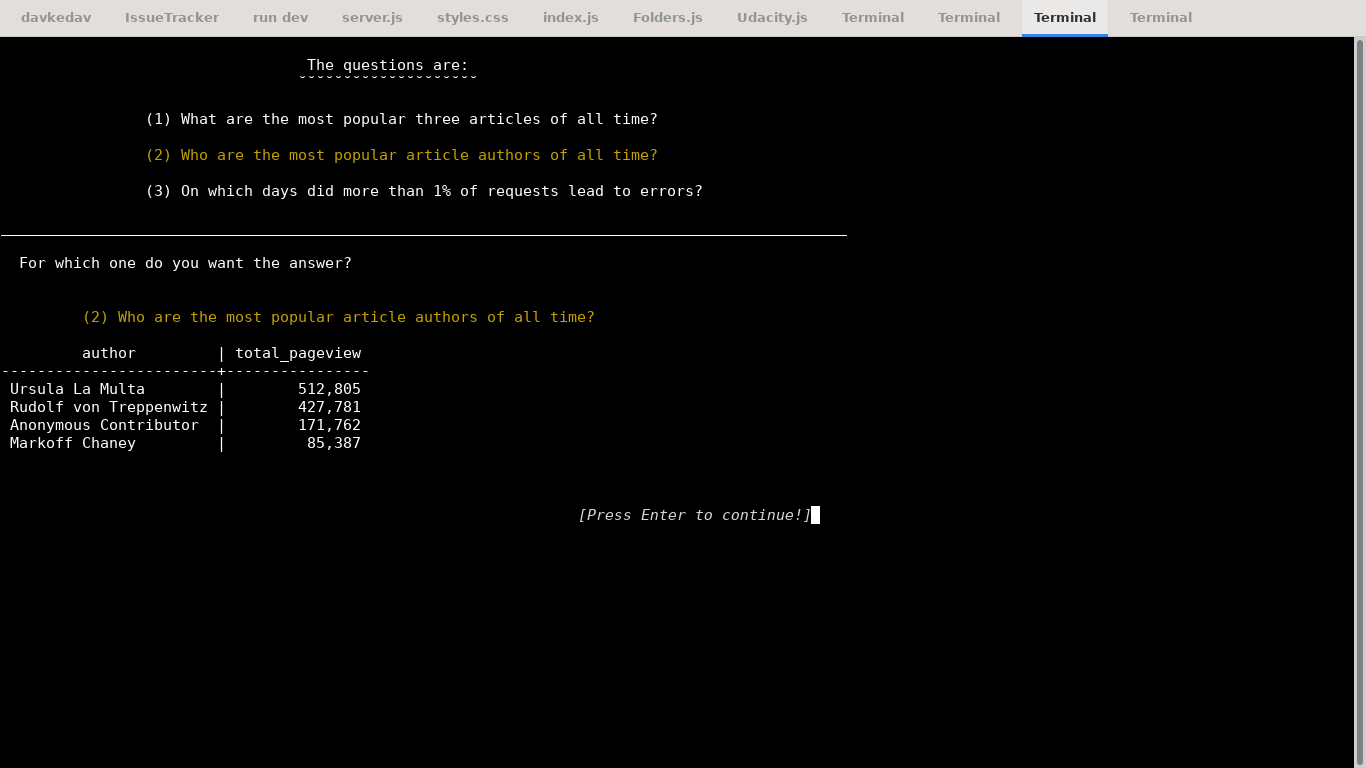 davkedav IssueTracker run dev server.js styles.css index.js Folders.js Udacity.js Terminal Terminal Terminal Terminal
The questions are:
(1) What are the most popular three articles of all time?
(2) Who are the most popular article authors of all time?
(3) On which days did more than 1% of requests lead to errors?
For which one do you want the answer?
(2) Who are the most popular article authors of all time?
author | total_pageview
------------------------+----------------
Ursula La Multa | 512,805
Rudolf von Treppenwitz | 427,781
Anonymous Contributor | 171,762
Markoff Chaney | 85,387
[Press Enter to continue!]